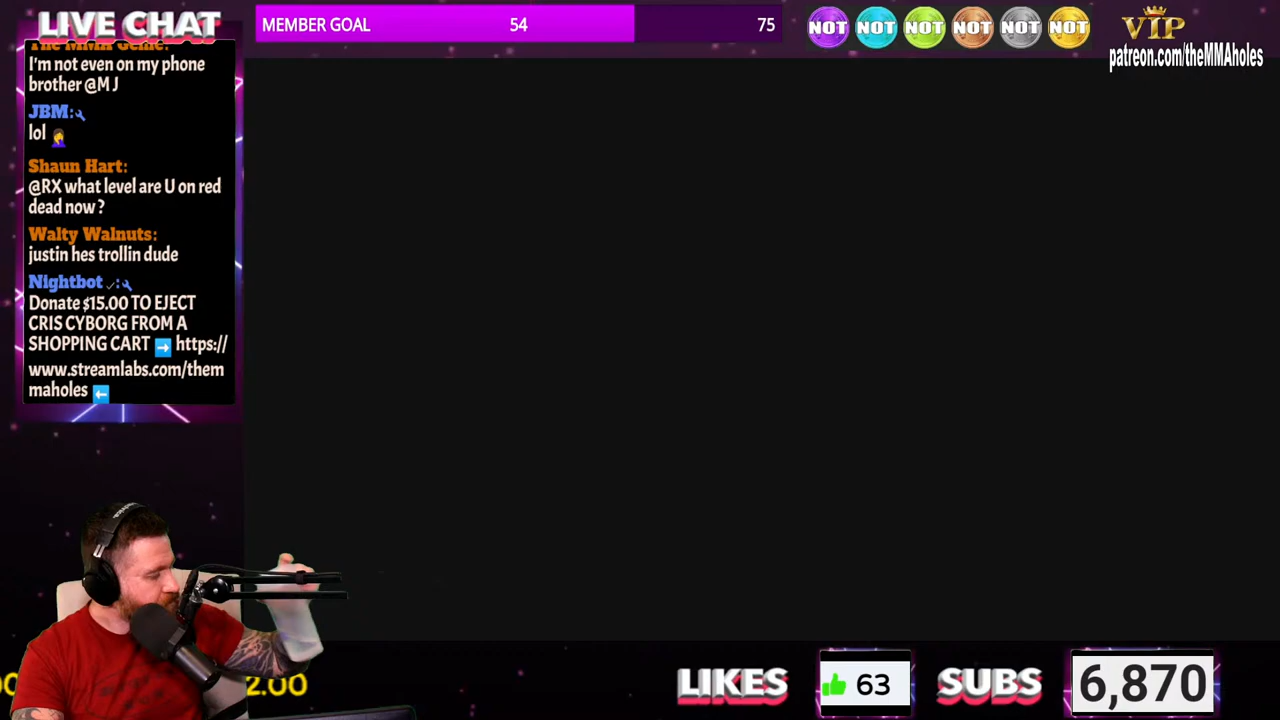 LIVE CHAT
The MMA Genie:
I'm not even on my phone
brother @M J
JBM:
lol
Shaun Hart:
@RX what level are U on red
dead now ?
Walty Walnuts:
justin hes trollin dude
Nightbot ✓:
Donate $15.00 TO EJECT
CRIS CYBORG FROM A
SHOPPING CART ➡ https://
www.streamlabs.com/them
maholes ⬅
MEMBER GOAL 54 75
NOT NOT NOT NOT NOT NOT
VIP
patreon.com/theMMAholes
2.00
LIKES 63 SUBS 6,870